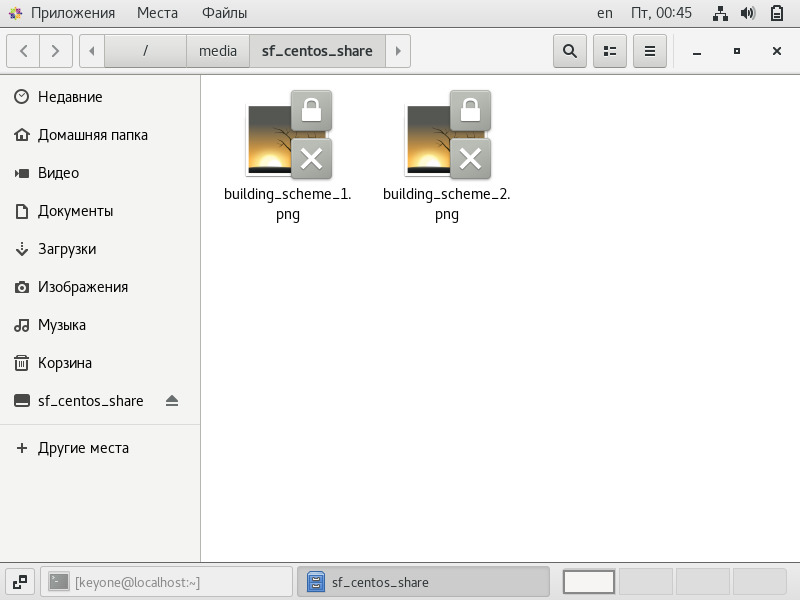 Приложения Места Файлы en Пт, 00:45
/ media sf_centos_share
Недавние
Домашняя папка
Видео
Документы
Загрузки
Изображения
Музыка
Корзина
sf_centos_share
Другие места
building_scheme_1.
png
building_scheme_2.
png
[keyone@localhost:~] sf_centos_share